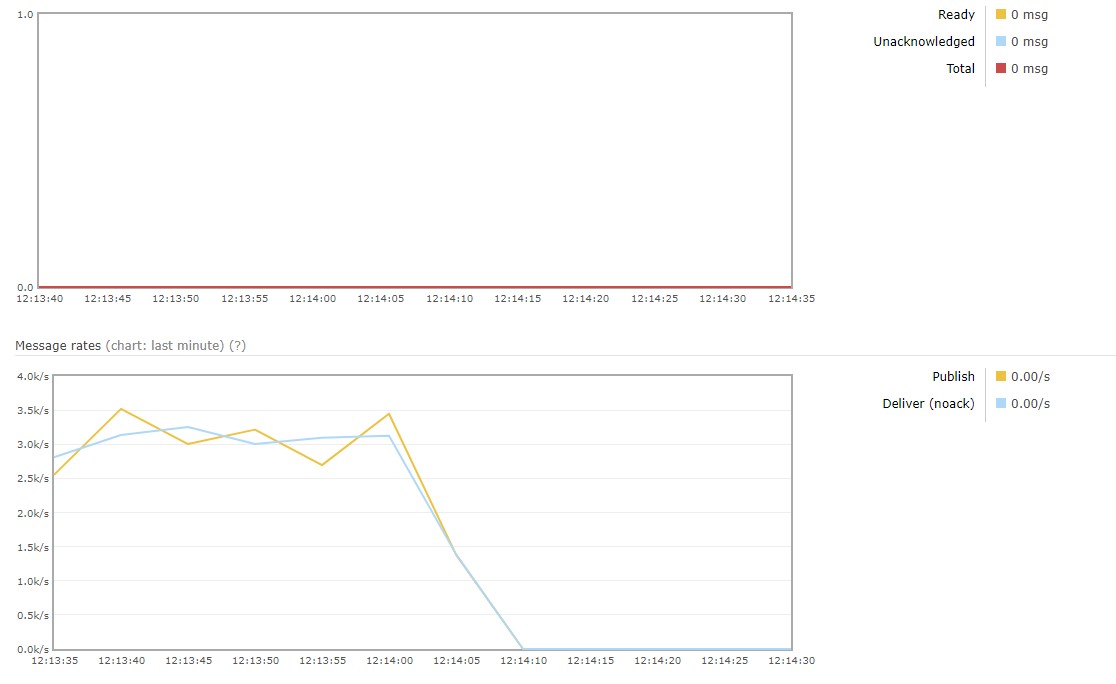 1.0
Ready 0 msg
Unacknowledged 0 msg
Total 0 msg
0.0
12:13:40 12:13:45 12:13:50 12:13:55 12:14:00 12:14:05 12:14:10 12:14:15 12:14:20 12:14:25 12:14:30 12:14:35
Message rates (chart: last minute) (?)
4.0k/s
Publish 0.00/s
Deliver (noack) 0.00/s
3.5k/s
3.0k/s
2.5k/s
2.0k/s
1.5k/s
1.0k/s
0.5k/s
0.0k/s
12:13:35 12:13:40 12:13:45 12:13:50 12:13:55 12:14:00 12:14:05 12:14:10 12:14:15 12:14:20 12:14:25 12:14:30